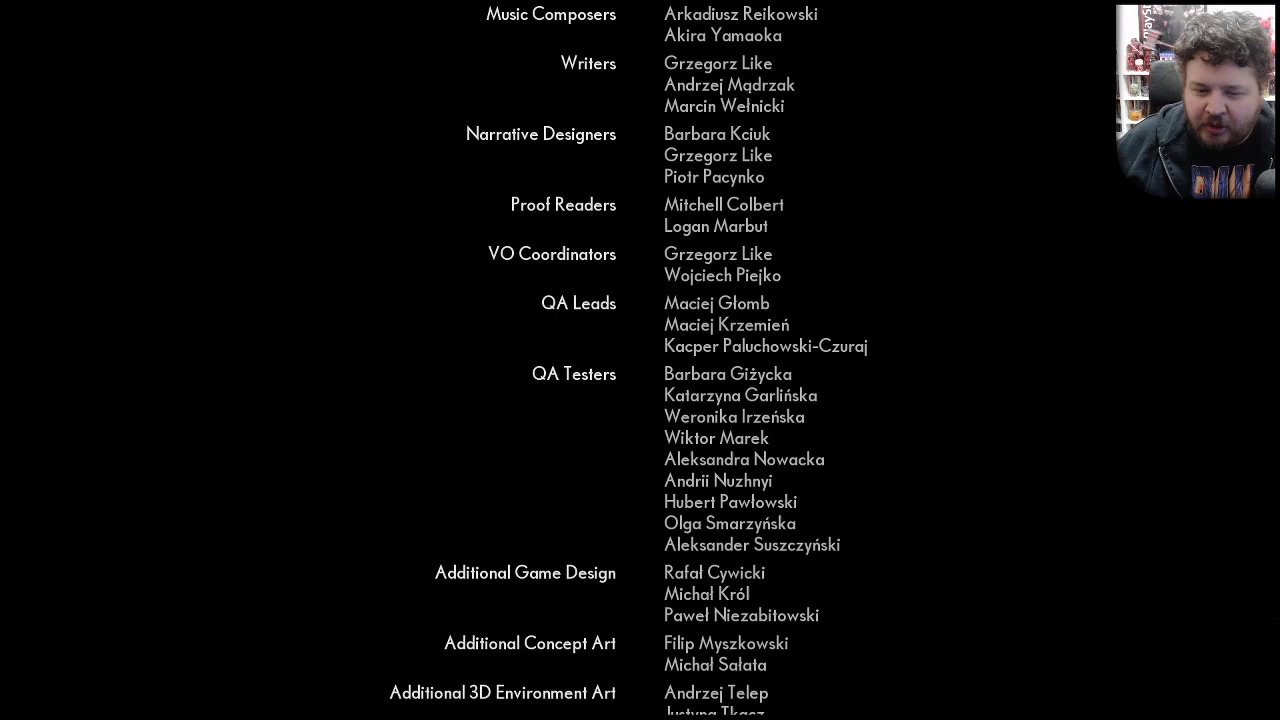 Music Composers Arkadiusz Reikowski
Akira Yamaoka
Writers Grzegorz Like
Andrzej Mądrzak
Marcin Wełnicki
Narrative Designers Barbara Kciuk
Grzegorz Like
Piotr Pacynko
Proof Readers Mitchell Colbert
Logan Marbut
VO Coordinators Grzegorz Like
Wojciech Piejko
QA Leads Maciej Głomb
Maciej Krzemień
Kacper Paluchowski-Czuraj
QA Testers Barbara Giżycka
Katarzyna Garlińska
Weronika Irzeńska
Wiktor Marek
Aleksandra Nowacka
Andrii Nuzhnyi
Hubert Pawłowski
Olga Smarzyńska
Aleksander Suszczyński
Additional Game Design Rafał Cywicki
Michał Król
Paweł Niezabitowski
Additional Concept Art Filip Myszkowski
Michał Sałata
Additional 3D Environment Art Andrzej Telep
Justyna Tkacz